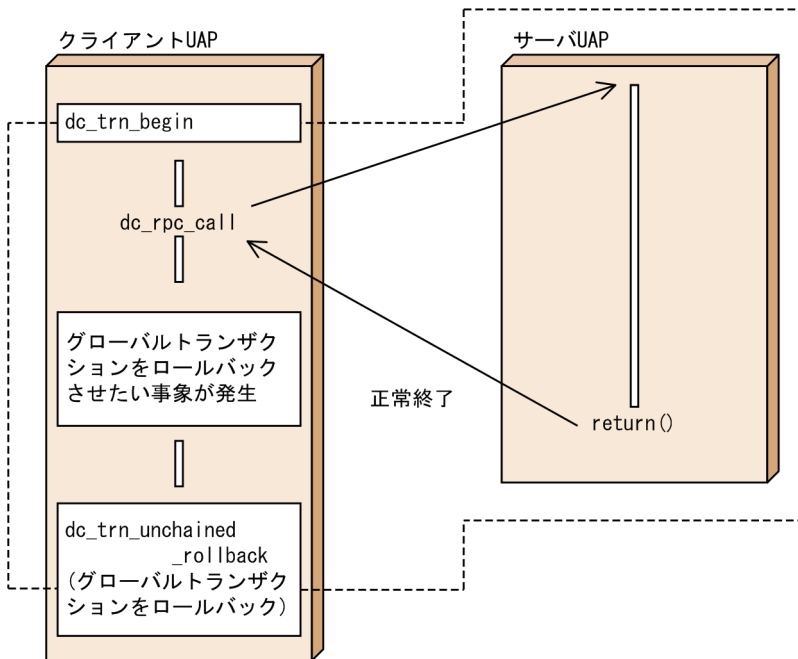 クライアントUAP
サーバUAP
dc_trn_begin
dc_rpc_call
グローバルトランザク
ションをロールバック
させたい事象が発生
正常終了
return()
dc_trn_unchained
_rollback
(グローバルトランザク
ションをロールバック)